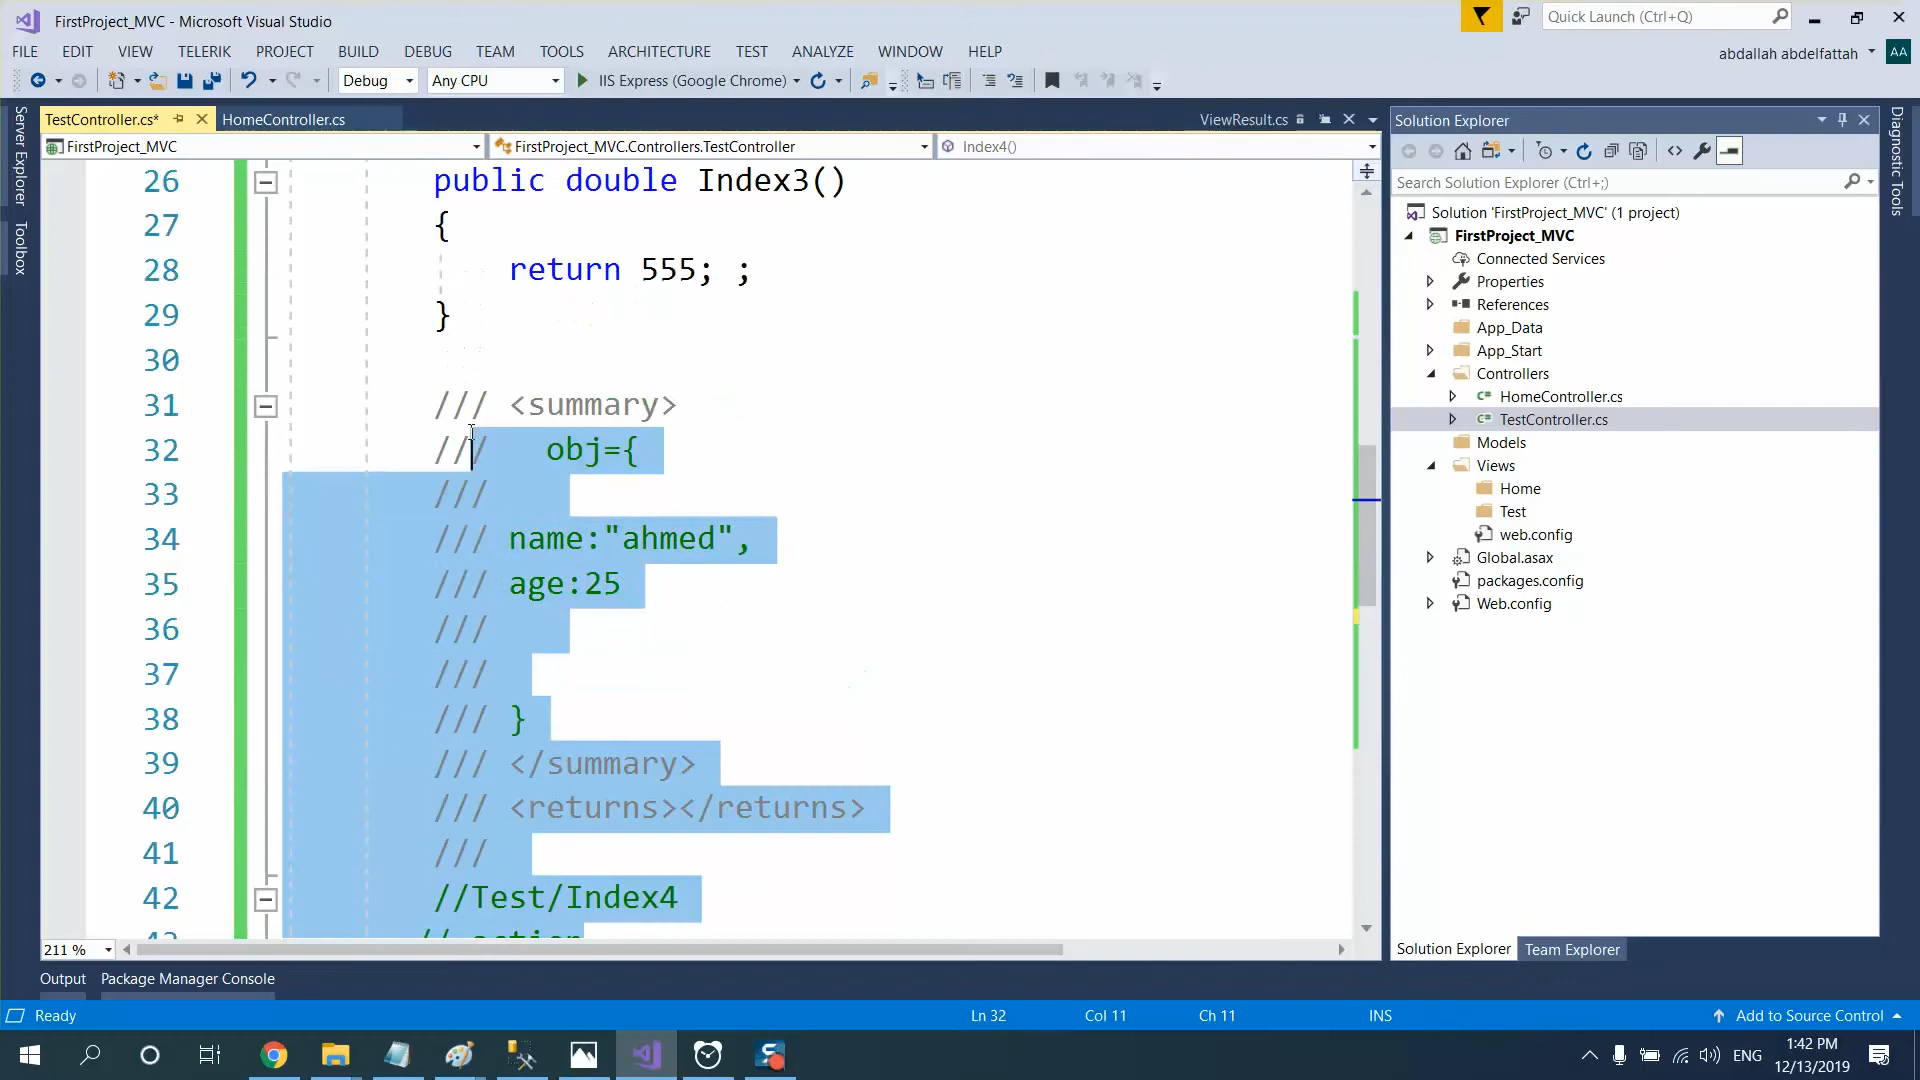 FirstProject_MVC - Microsoft Visual Studio
Quick Launch (Ctrl+Q)
FILE EDIT VIEW TELERIK PROJECT BUILD DEBUG TEAM TOOLS ARCHITECTURE TEST ANALYZE WINDOW HELP
abdallah abdelfattah AA
Debug Any CPU IIS Express (Google Chrome)
Server Explorer
Toolbox
TestController.cs* HomeController.cs ViewResult.cs
FirstProject_MVC FirstProject_MVC.Controllers.TestController Index4()
26 public double Index3()
27 {
28 return 555; ;
29 }
30
31 /// <summary>
32 /// obj={
33 ///
34 /// name:"ahmed",
35 /// age:25
36 ///
37 ///
38 /// }
39 /// </summary>
40 /// <returns></returns>
41 ///
42 //Test/Index4
43 // action
211 %
Solution Explorer
Search Solution Explorer (Ctrl+;)
Solution 'FirstProject_MVC' (1 project)
FirstProject_MVC
Connected Services
Properties
References
App_Data
App_Start
Controllers
HomeController.cs
TestController.cs
Models
Views
Home
Test
web.config
Global.asax
packages.config
Web.config
Solution Explorer Team Explorer
Diagnostic Tools
Output Package Manager Console
Ready Ln 32 Col 11 Ch 11 INS Add to Source Control
ENG
1:42 PM
12/13/2019